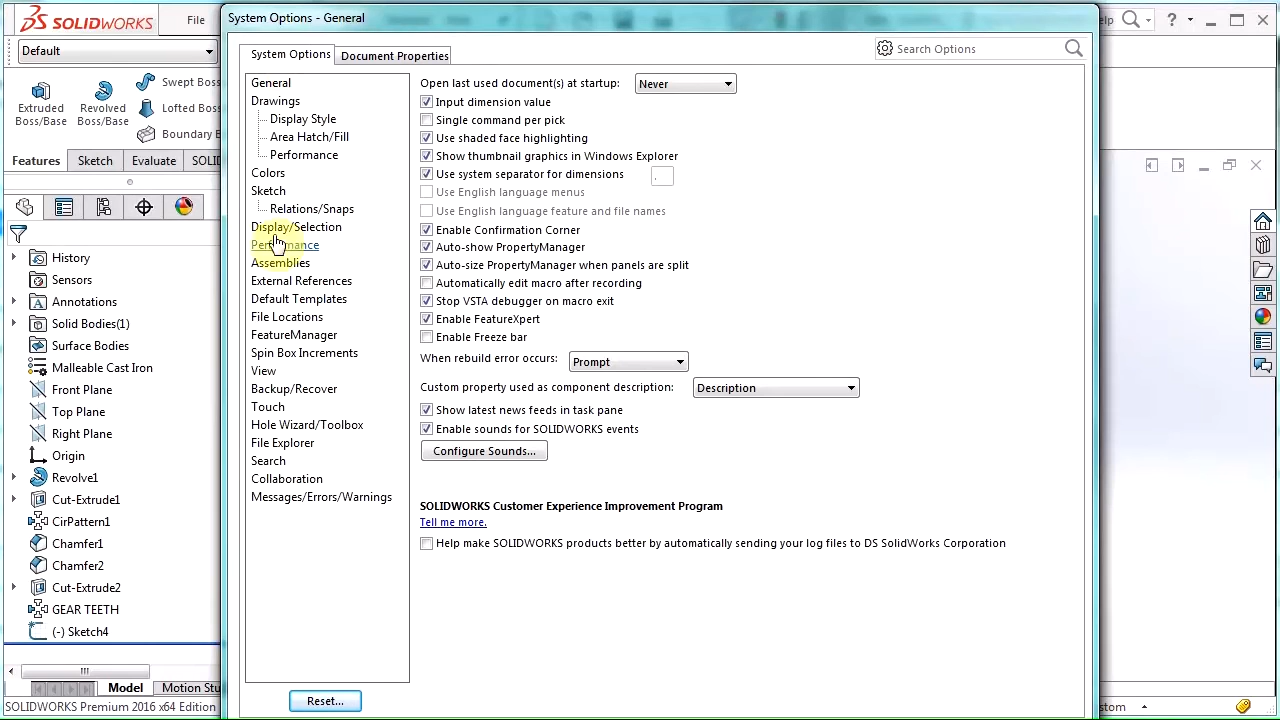 SOLIDWORKS
File
System Options - General
elp
?
Default
System Options
Document Properties
Search Options
Extruded
Boss/Base
Revolved
Boss/Base
Swept Boss
Lofted Boss
Boundary B
Features
Sketch
Evaluate
SOLID
History
Sensors
Annotations
Solid Bodies(1)
Surface Bodies
Malleable Cast Iron
Front Plane
Top Plane
Right Plane
Origin
Revolve1
Cut-Extrude1
CirPattern1
Chamfer1
Chamfer2
Cut-Extrude2
GEAR TEETH
(-) Sketch4
Model
Motion Stu
SOLIDWORKS Premium 2016 x64 Edition
General
Drawings
Display Style
Area Hatch/Fill
Performance
Colors
Sketch
Relations/Snaps
Display/Selection
Performance
Assemblies
External References
Default Templates
File Locations
FeatureManager
Spin Box Increments
View
Backup/Recover
Touch
Hole Wizard/Toolbox
File Explorer
Search
Collaboration
Messages/Errors/Warnings
Reset...
Open last used document(s) at startup:
Never
Input dimension value
Single command per pick
Use shaded face highlighting
Show thumbnail graphics in Windows Explorer
Use system separator for dimensions
.
Use English language menus
Use English language feature and file names
Enable Confirmation Corner
Auto-show PropertyManager
Auto-size PropertyManager when panels are split
Automatically edit macro after recording
Stop VSTA debugger on macro exit
Enable FeatureXpert
Enable Freeze bar
When rebuild error occurs:
Prompt
Custom property used as component description:
Description
Show latest news feeds in task pane
Enable sounds for SOLIDWORKS events
Configure Sounds...
SOLIDWORKS Customer Experience Improvement Program
Tell me more.
Help make SOLIDWORKS products better by automatically sending your log files to DS SolidWorks Corporation
stom